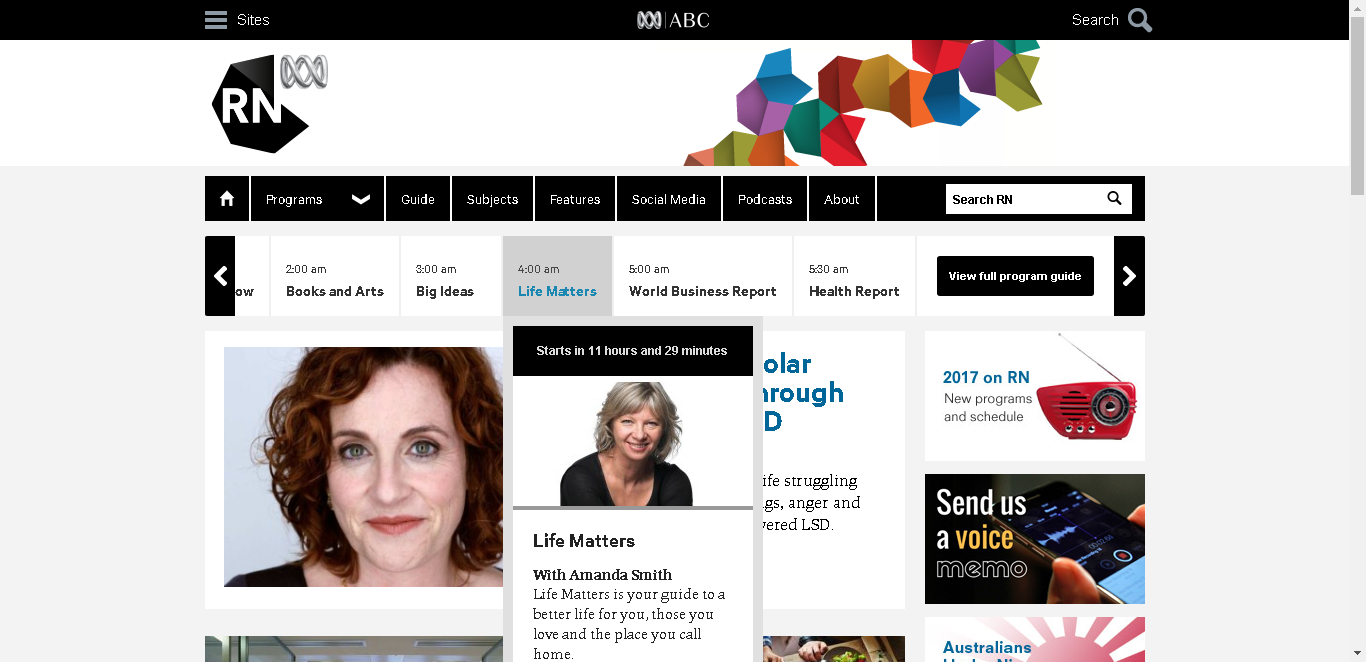 Sites
ABC
Search
RN
Programs
Guide
Subjects
Features
Social Media
Podcasts
About
Search RN
ow
2:00 am
Books and Arts
3:00 am
Big Ideas
4:00 am
Life Matters
5:00 am
World Business Report
5:30 am
Health Report
View full program guide
Starts in 11 hours and 29 minutes
Life Matters
With Amanda Smith
Life Matters is your guide to a
better life for you, those you
love and the place you call
home.
olar
hrough
D
ife struggling
gs, anger and
vered LSD.
2017 on RN
New programs
and schedule
Send us
a voice
memo
Australians